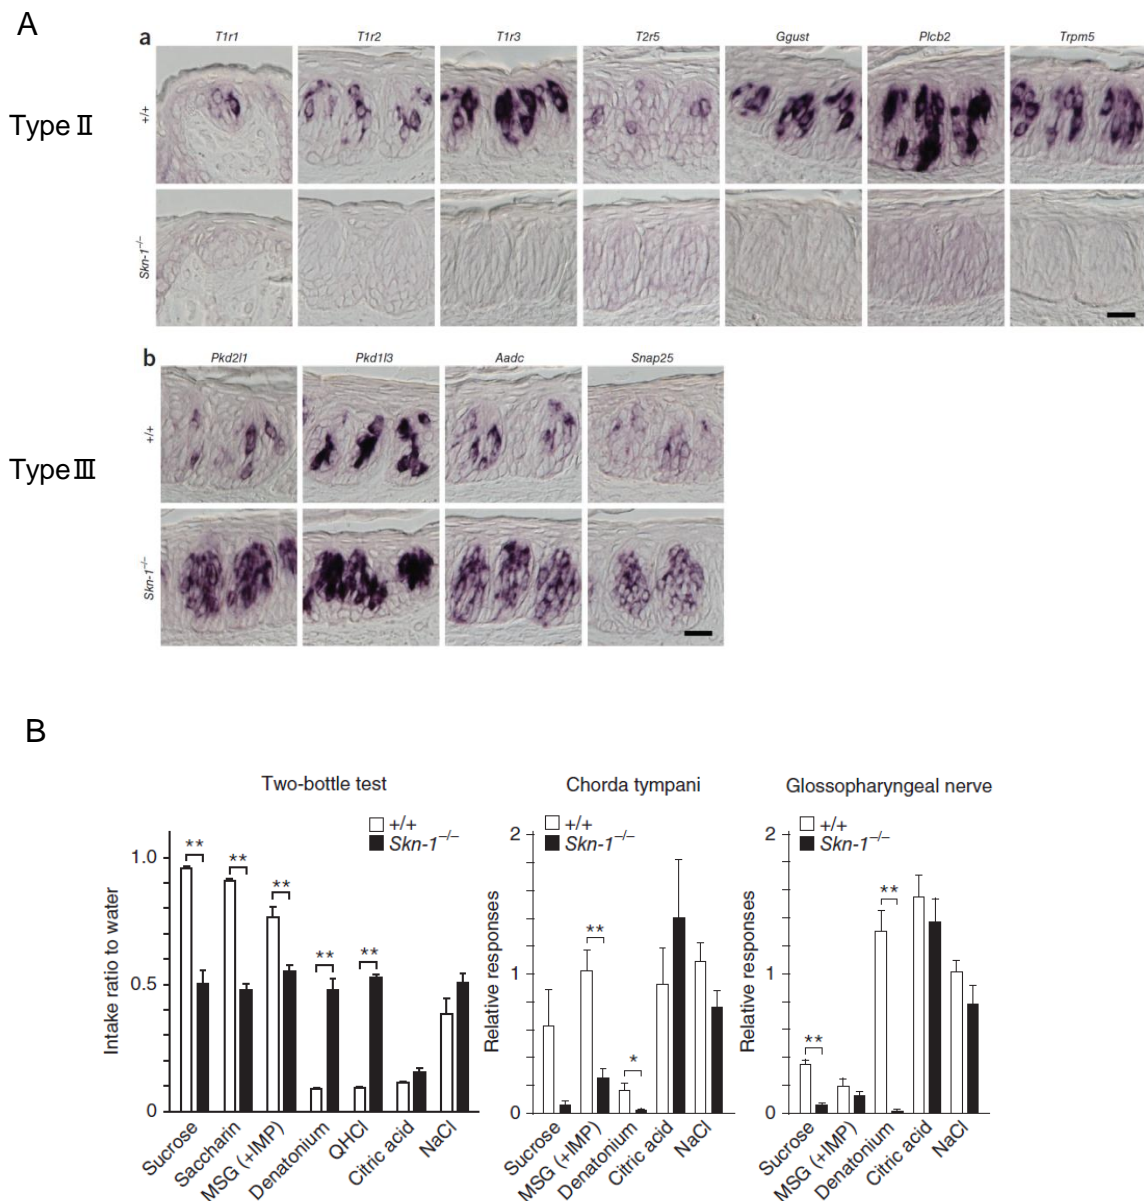 A
a
T1r1 T1r2 T1r3 T2r5 Ggust Plcb2 Trpm5
Type Ⅱ
+/+
Skn-1−/−
b
Pkd2l1 Pkd1l3 Aadc Snap25
+/+
Type Ⅲ
Skn-1−/−
B
Two-bottle test
+/+
Skn-1−/−
Intake ratio to water
1.0
0.5
0
** ** ** ** **
Sucrose
Saccharin
MSG (+IMP)
Denatonium
QHCl
Citric acid
NaCl
Chorda tympani
+/+
Skn-1−/−
Relative responses
2
1
0
** *
Sucrose
MSG (+IMP)
Denatonium
Citric acid
NaCl
Glossopharyngeal nerve
+/+
Skn-1−/−
Relative responses
2
1
0
** **
Sucrose
MSG (+IMP)
Denatonium
Citric acid
NaCl